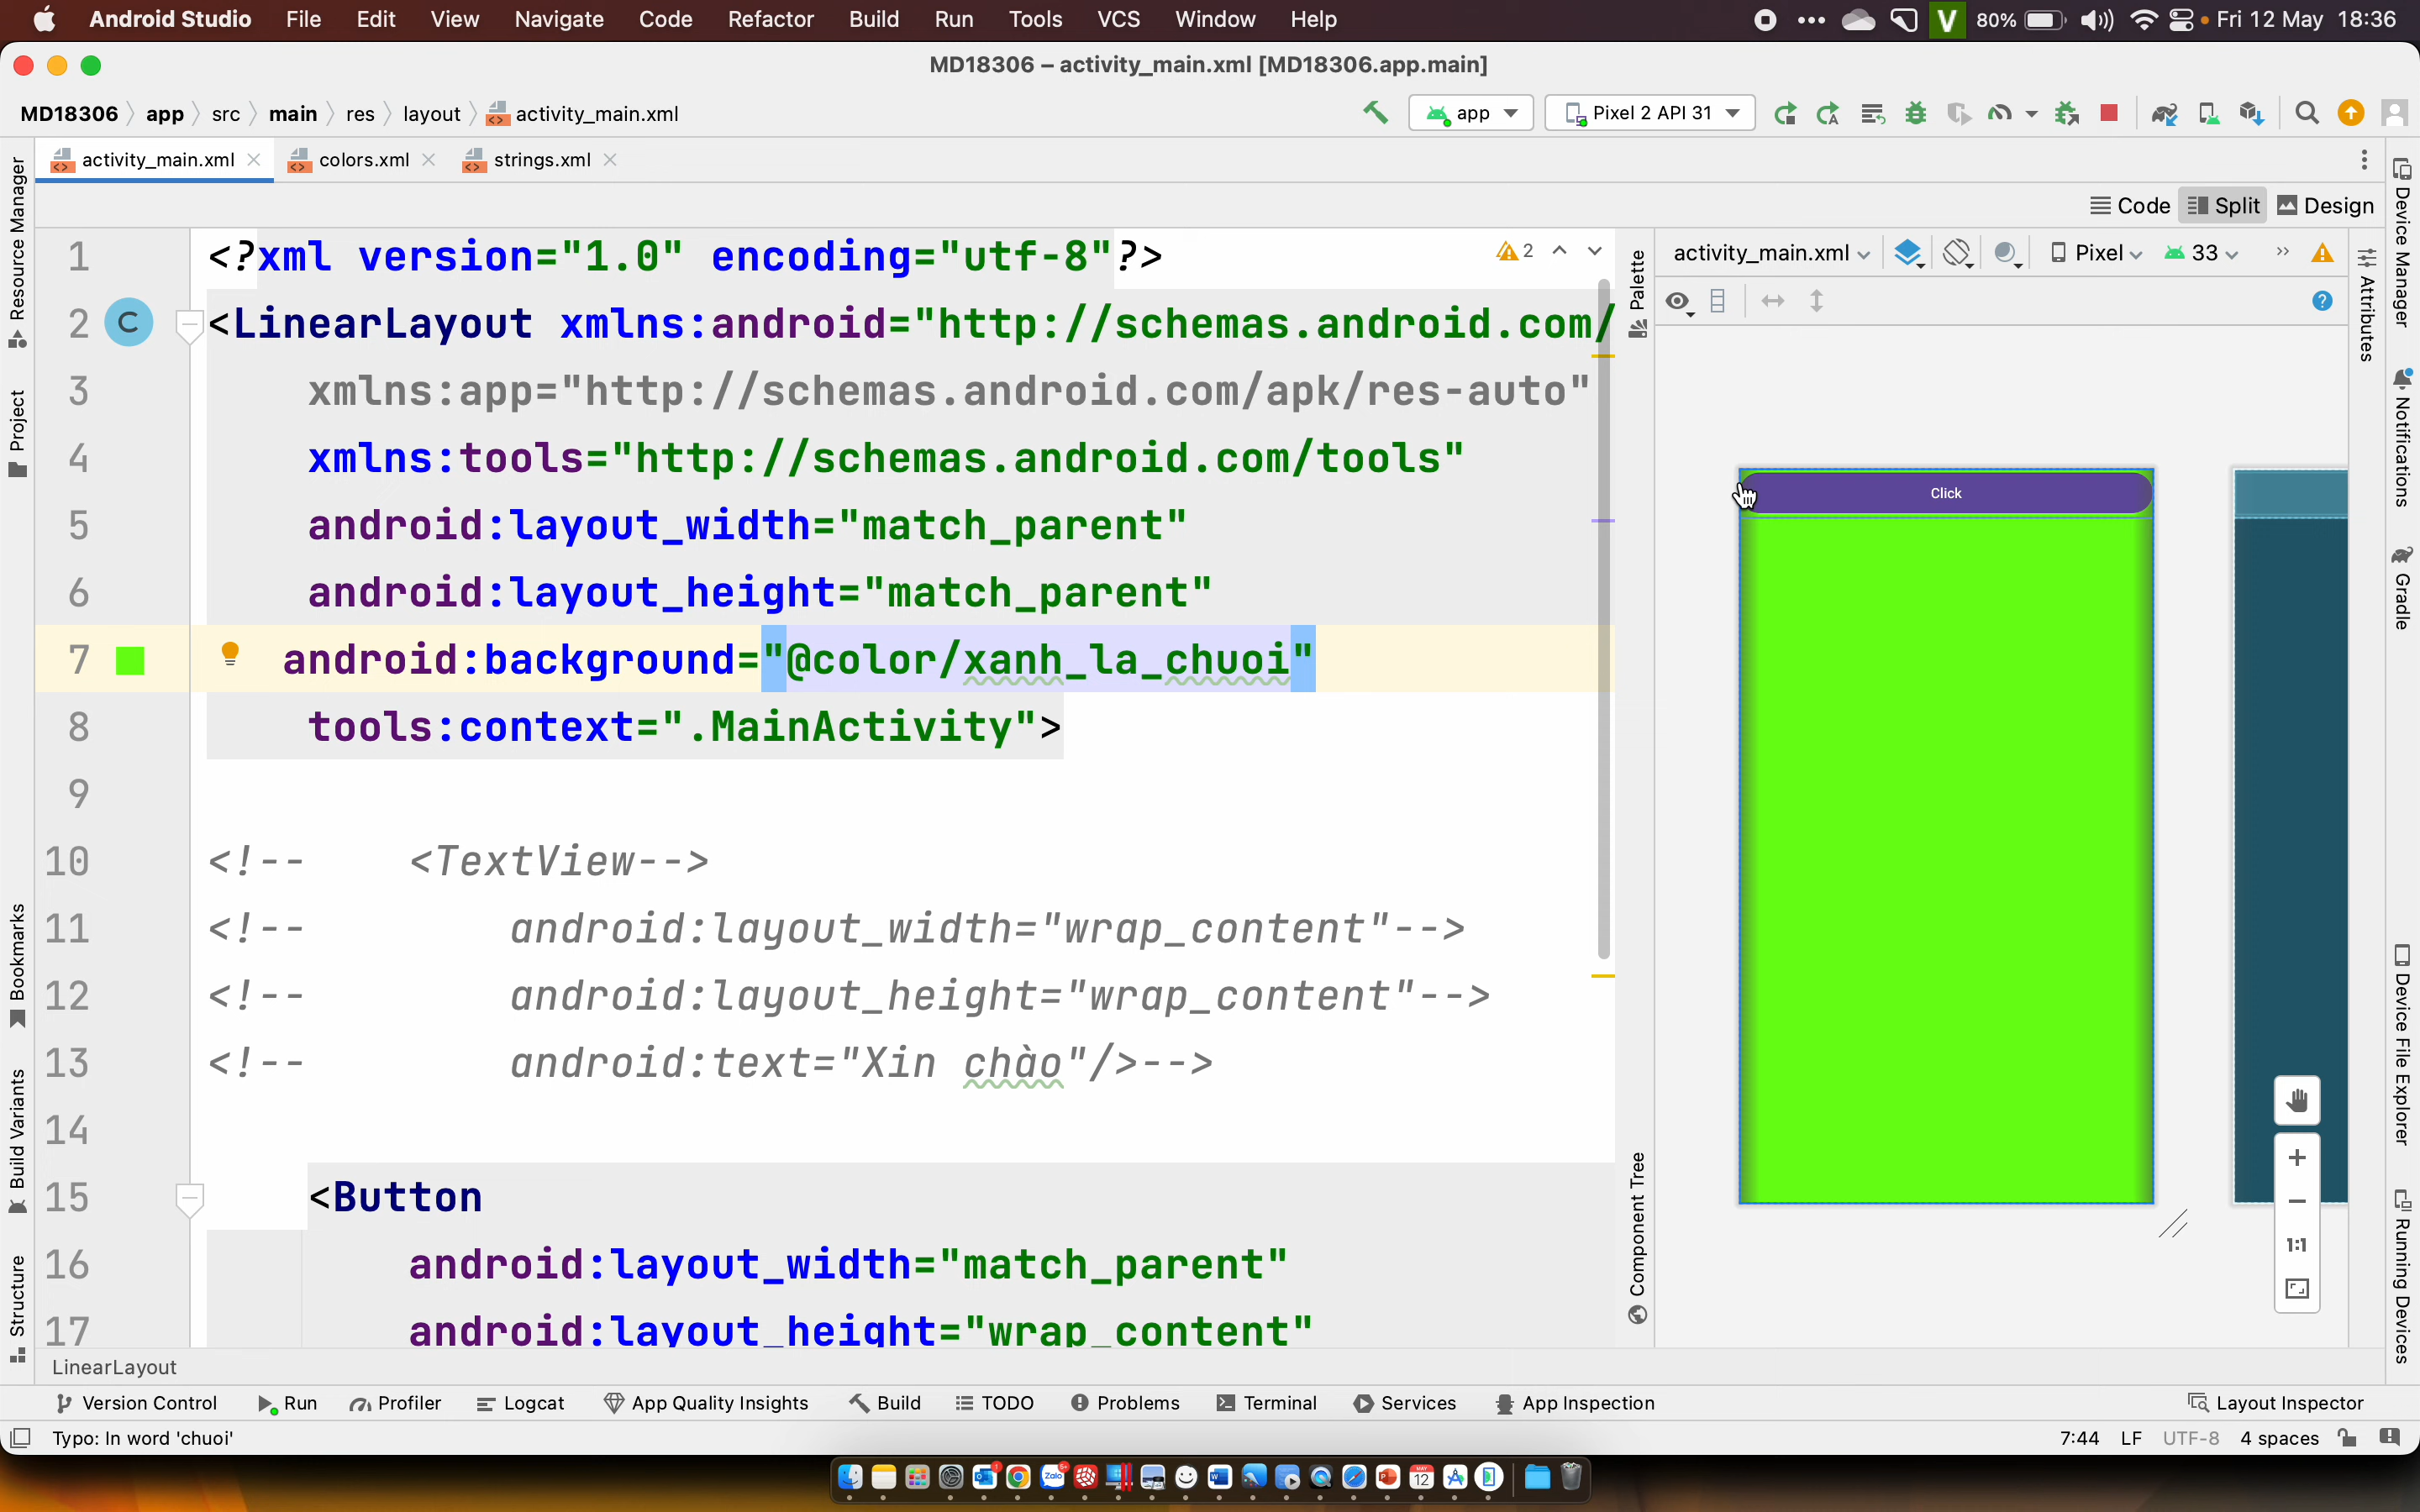 Android Studio File Edit View Navigate Code Refactor Build Run Tools VCS Window Help V 80% Fri 12 May 18:36
MD18306 – activity_main.xml [MD18306.app.main]
MD18306 app src main res layout activity_main.xml app Pixel 2 API 31
activity_main.xml colors.xml strings.xml
Code Split Design
activity_main.xml Pixel 33
1 <?xml version="1.0" encoding="utf-8"?> 2
2 C <LinearLayout xmlns:android="http://schemas.android.com/
3 xmlns:app="http://schemas.android.com/apk/res-auto"
4 xmlns:tools="http://schemas.android.com/tools"
5 android:layout_width="match_parent"
6 android:layout_height="match_parent"
7 android:background="@color/xanh_la_chuoi"
8 tools:context=".MainActivity">
9
10 <!-- <TextView-->
11 <!-- android:layout_width="wrap_content"-->
12 <!-- android:layout_height="wrap_content"-->
13 <!-- android:text="Xin chào"/>-->
14
15 <Button
16 android:layout_width="match_parent"
17 android:layout_height="wrap_content"
Click
1:1
Resource Manager
Project
Bookmarks
Build Variants
Structure
Palette
Component Tree
Attributes
Device Manager
Notifications
Gradle
Device File Explorer
Running Devices
LinearLayout
Version Control Run Profiler Logcat App Quality Insights Build TODO Problems Terminal Services App Inspection Layout Inspector
Typo: In word 'chuoi' 7:44 LF UTF-8 4 spaces
Zalo
12